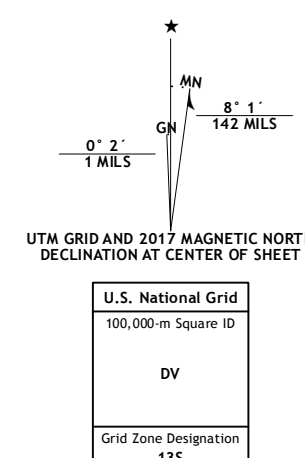 ★
MN
8° 1´
142 MILS
GN
0° 2´
1 MILS
UTM GRID AND 2017 MAGNETIC NORT
DECLINATION AT CENTER OF SHEET
U.S. National Grid
100,000-m Square ID
DV
Grid Zone Designation
13S